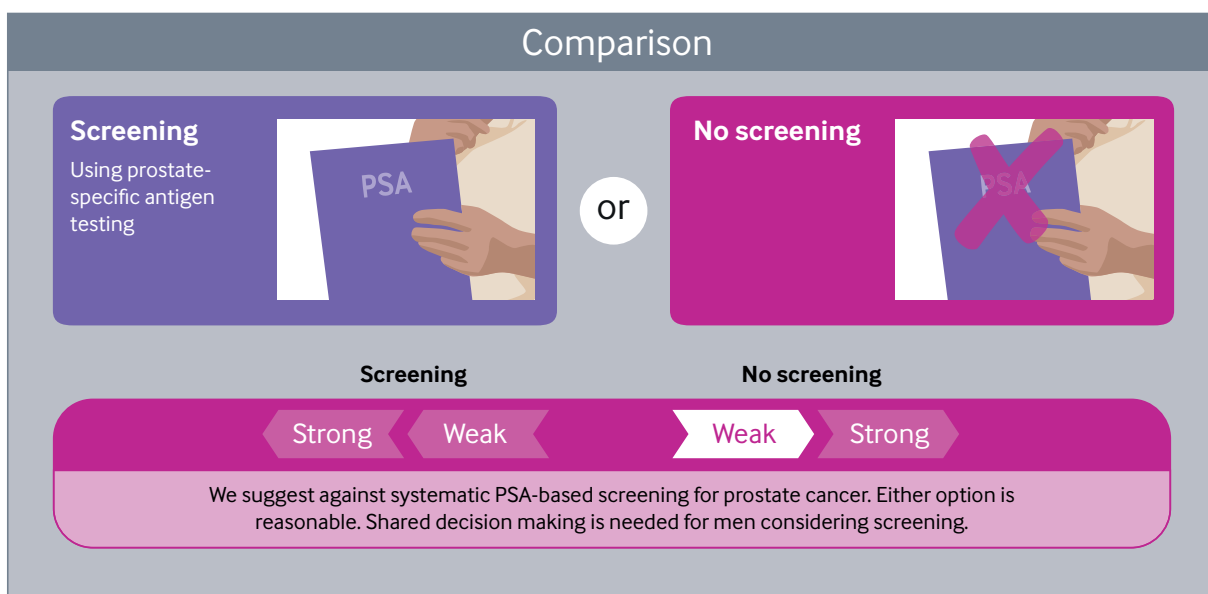 Comparison
Screening
Using prostate-
specific antigen
testing
PSA
or
No screening
PSA
Screening
No screening
Strong
Weak
Weak
Strong
We suggest against systematic PSA-based screening for prostate cancer. Either option is
reasonable. Shared decision making is needed for men considering screening.